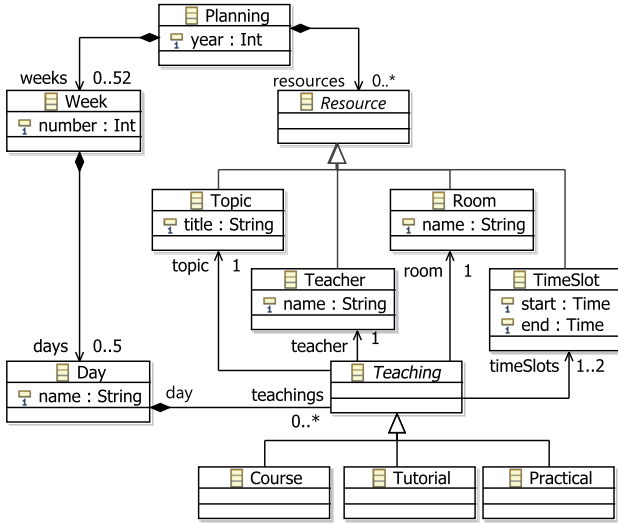 Planning
year : Int
weeks 0..52
resources 0..*
Week
number : Int
Resource
Topic
title : String
Room
name : String
topic 1
Teacher
name : String
room 1
TimeSlot
start : Time
end : Time
teacher 1
days 0..5
timeSlots 1..2
Day
name : String
day
teachings
0..*
Teaching
Course
Tutorial
Practical